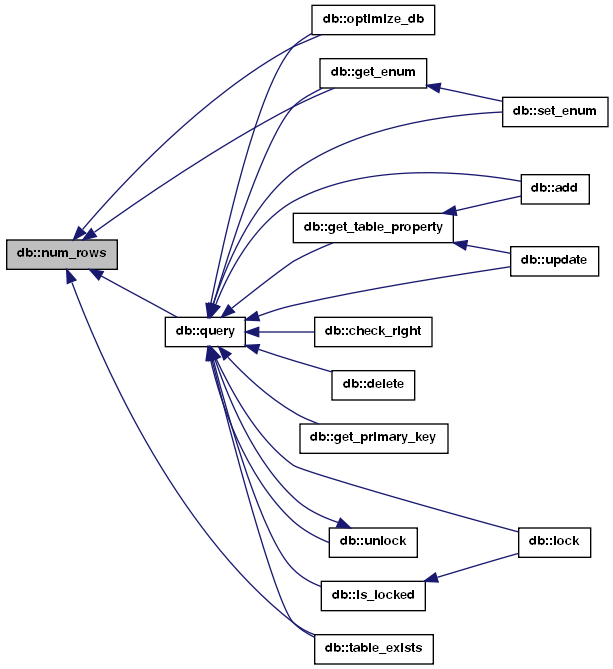 db::optimize_db
db::get_enum
db::set_enum
db::add
db::get_table_property
db::num_rows
db::update
db::query
db::check_right
db::delete
db::get_primary_key
db::unlock
db::lock
db::is_locked
db::table_exists